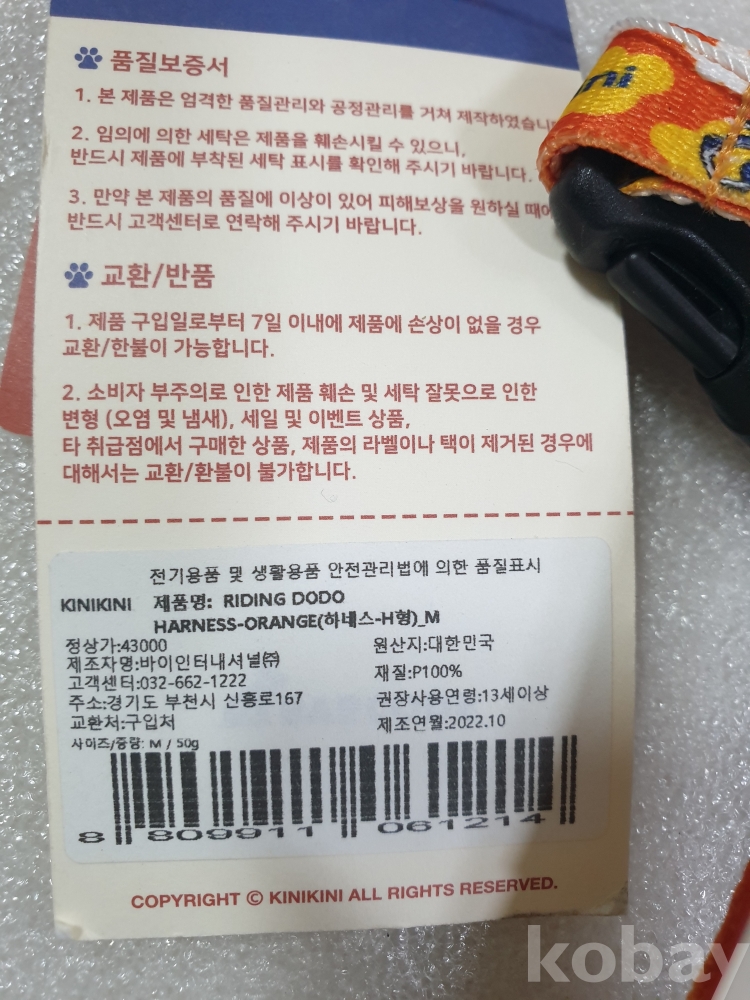 품질보증서
1. 본 제품은 엄격한 품질관리와 공정관리를 거쳐 제작하였습니
2. 임의에 의한 세탁은 제품을 훼손시킬 수 있으니,
반드시 제품에 부착된 세탁 표시를 확인해 주시기 바랍니다.
3. 만약 본 제품의 품질에 이상이 있어 피해보상을 원하실 때에
반드시 고객센터로 연락해 주시기 바랍니다.
교환/반품
1. 제품 구입일로부터 7일 이내에 제품에 손상이 없을 경우
교환/한불이 가능합니다.
2. 소비자 부주의로 인한 제품 훼손 및 세탁 잘못으로 인한
변형 (오염 및 냄새), 세일 및 이벤트 상품,
타 취급점에서 구매한 상품, 제품의 라벨이나 택이 제거된 경우에
대해서는 교환/환불이 불가합니다.
전기용품 및 생활용품 안전관리법에 의한 품질표시
KINIKINI 제품명: RIDING DODO
HARNESS-ORANGE(하네스-H형)_M
정상가:43000 원산지:대한민국
제조자명:바이인터내셔널㈜
고객센터:032-662-1222 재질:P100%
주소:경기도 부천시 신흥로167 권장사용연령:13세이상
교환처:구입처 제조연월:2022.10
사이즈/중량: M / 50g
8 809911 061214
COPYRIGHT © KINIKINI ALL RIGHTS RESERVED.
kobay